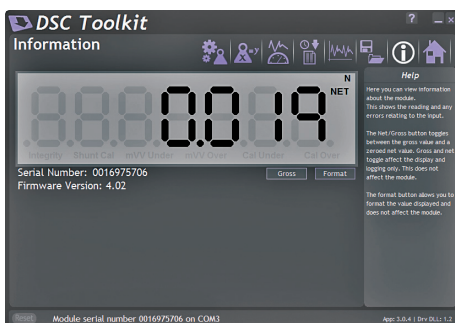 DSC Toolkit
?
Information
Help
N
NET
0.019
Integrity Shunt Cal mVV Under mVV Over Cal Under Cal Over
Here you can view information
about the module.
This shows the reading and any
errors relating to the input.
The Net/Gross button toggles
between the gross value and a
zeroed net value. Gross and net
toggle affect the display and
logging only. This does not
affect the module.
The format button allows you to
format the value displayed and
does not affect the module.
Serial Number: 0016975706
Gross Format
Firmware Version: 4.02
Reset Module serial number 0016975706 on COM3
App: 3.0.4 | Drv DLL: 1.2